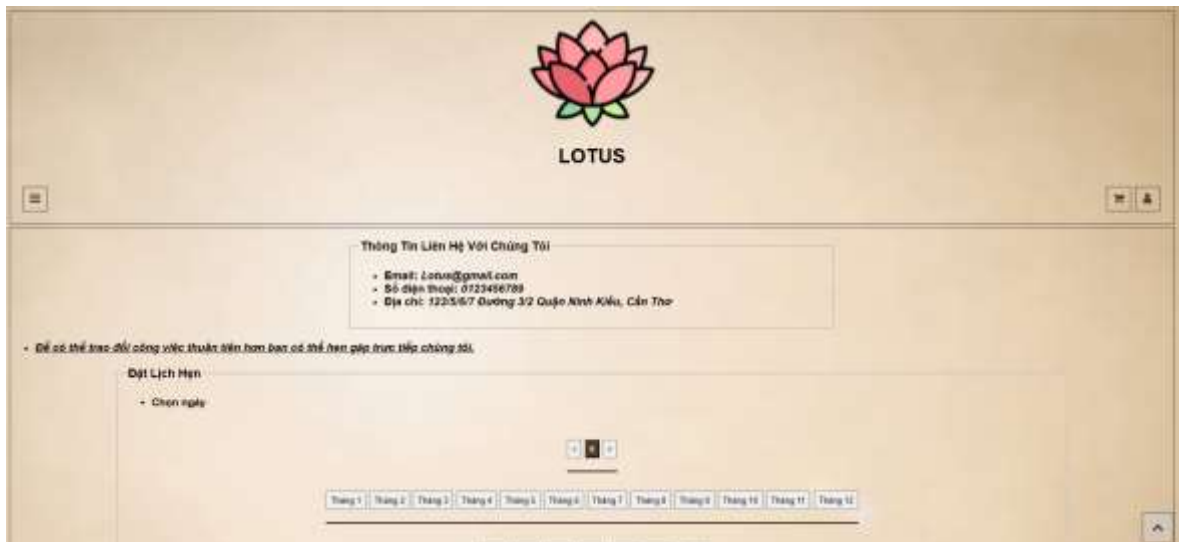 LOTUS
Thông Tin Liên Hệ Với Chúng Tôi
Email: Lotus@gmail.com
Số điện thoại: 0123456789
Địa chỉ: 123/5/6/7 Đường 3/2 Quận Ninh Kiều, Cần Thơ
Để có thể trao đổi công việc thuận tiện hơn bạn có thể hẹn gặp trực tiếp chúng tôi.
Đặt Lịch Hẹn
Chọn ngày
Tháng 1 Tháng 2 Tháng 3 Tháng 4 Tháng 5 Tháng 6 Tháng 7 Tháng 8 Tháng 9 Tháng 10 Tháng 11 Tháng 12